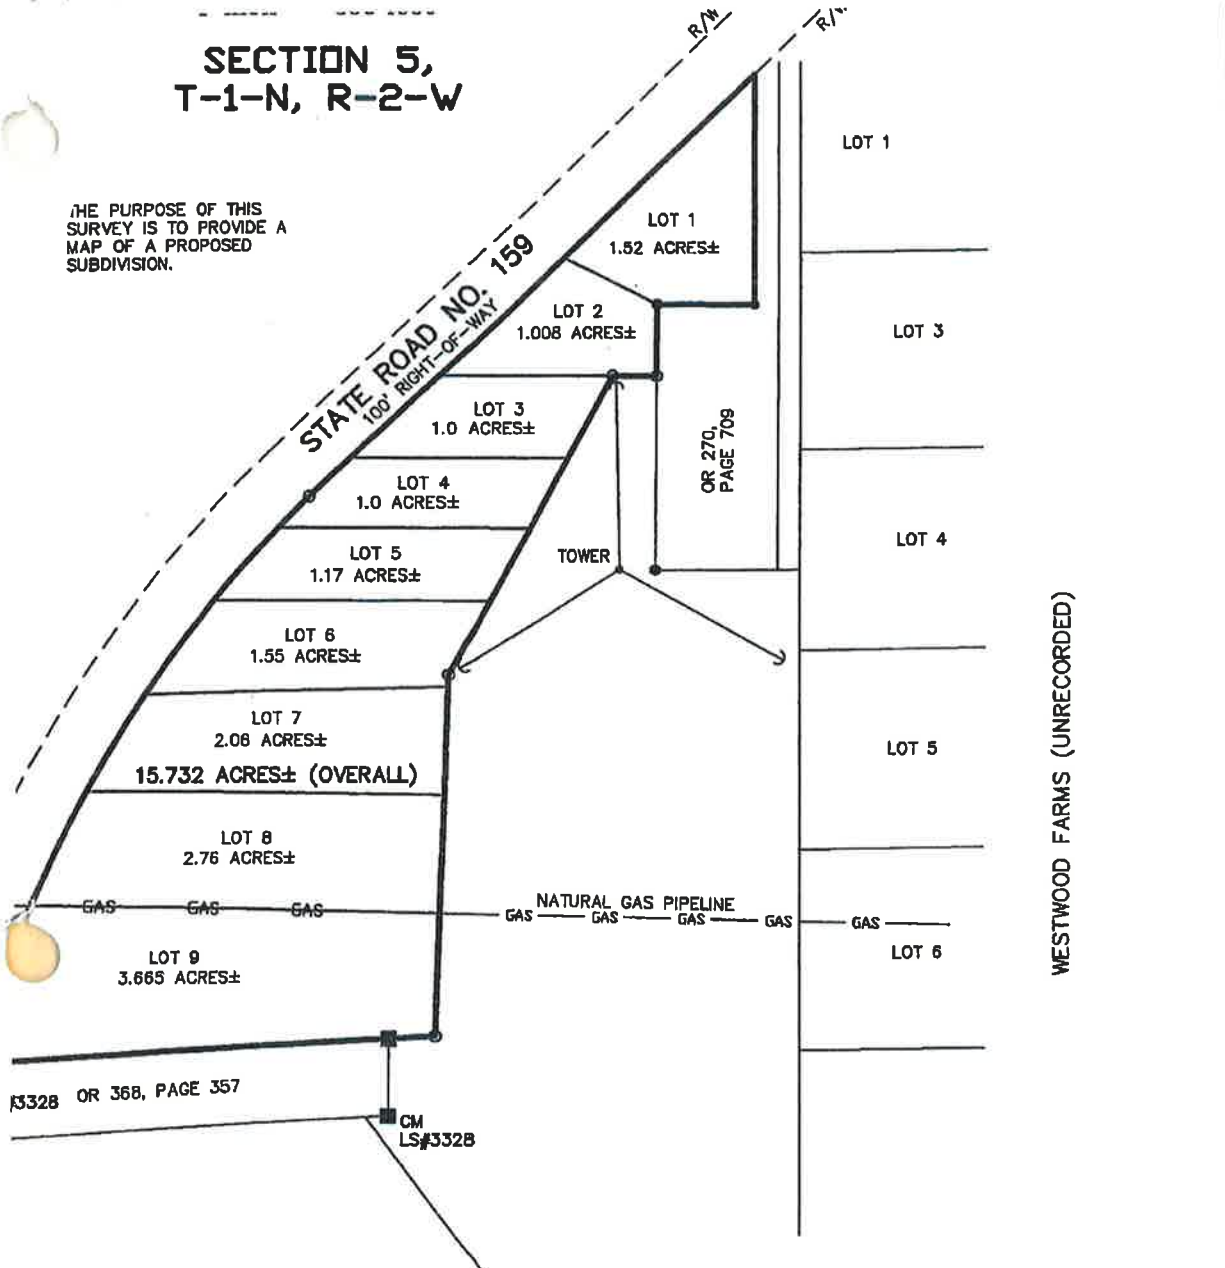 SECTION 5,
T-1-N, R-2-W
R/W
THE PURPOSE OF THIS
SURVEY IS TO PROVIDE A
MAP OF A PROPOSED
SUBDIVISION.
STATE ROAD NO. 159
100' RIGHT-OF-WAY
LOT 1
1.52 ACRES±
LOT 2
1.008 ACRES±
LOT 3
1.0 ACRES±
LOT 4
1.0 ACRES±
LOT 5
1.17 ACRES±
LOT 6
1.55 ACRES±
LOT 7
2.06 ACRES±
15.732 ACRES± (OVERALL)
LOT 8
2.76 ACRES±
GAS GAS GAS
NATURAL GAS PIPELINE
GAS GAS GAS GAS GAS
LOT 9
3.665 ACRES±
#3328 OR 368, PAGE 357
CM
LS#3328
TOWER
OR 270,
PAGE 709
LOT 1
LOT 3
LOT 4
LOT 5
LOT 6
WESTWOOD FARMS (UNRECORDED)